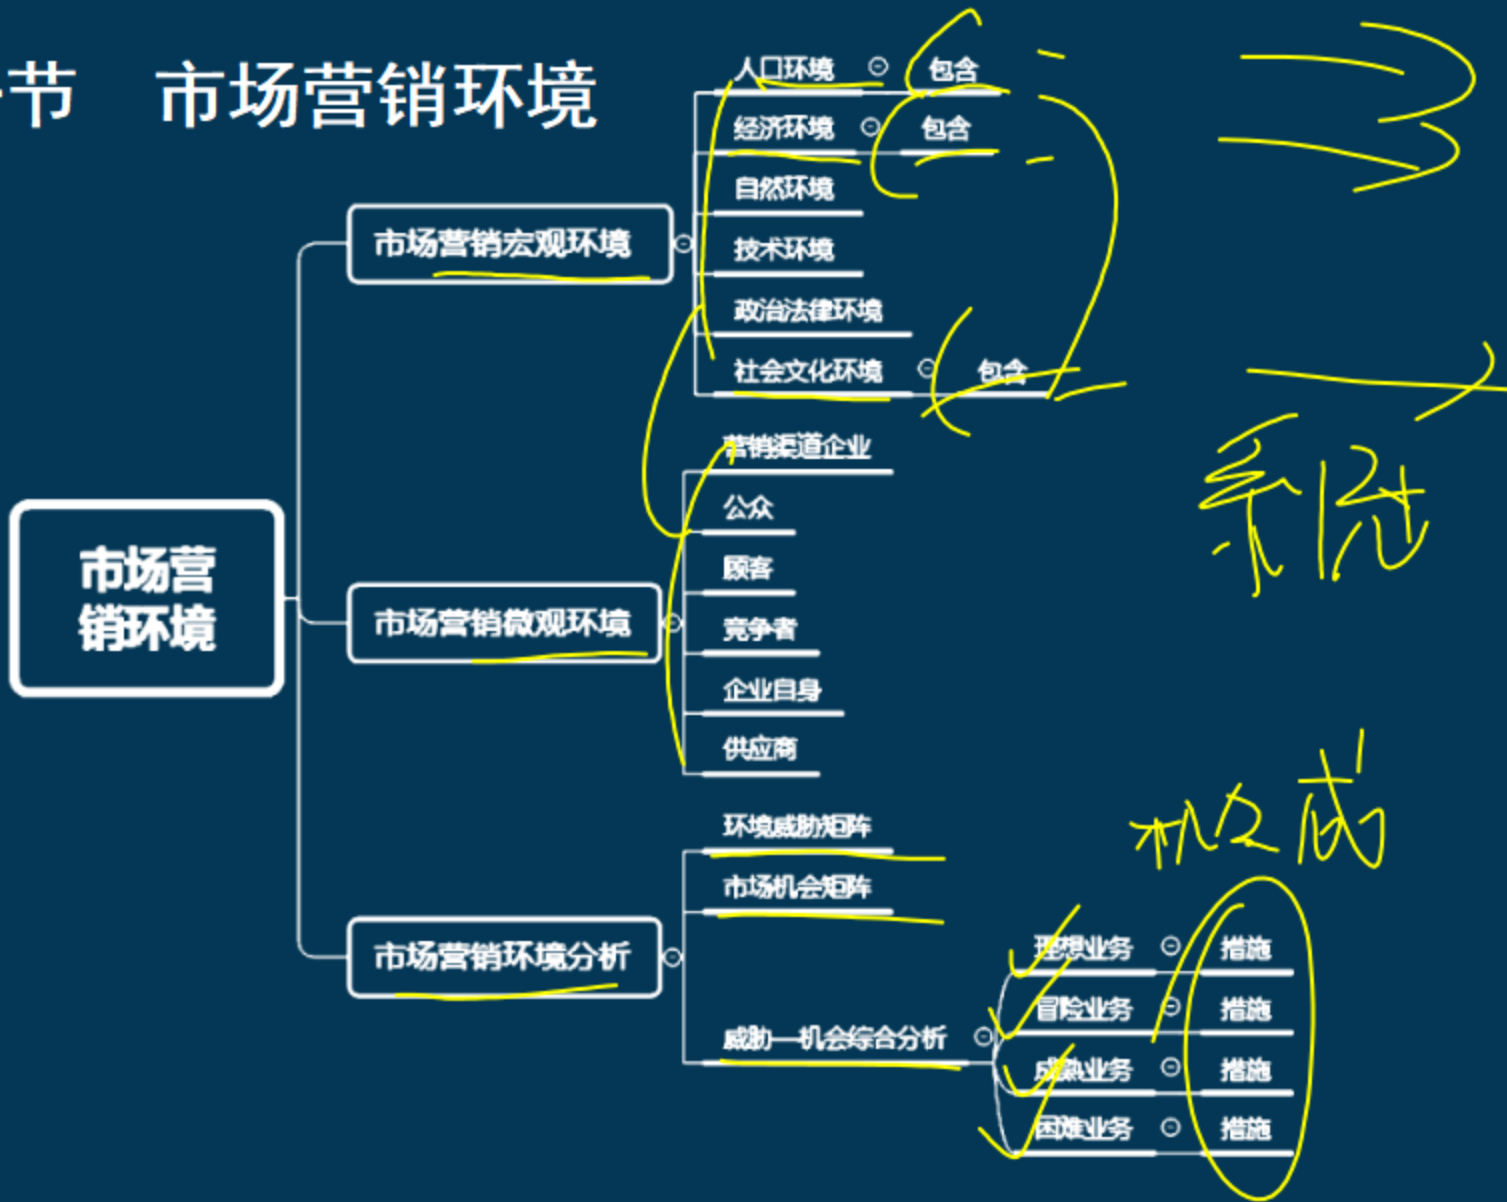 节 市场营销环境
人口环境 包含
经济环境 包含
自然环境
技术环境
市场营销宏观环境
政治法律环境
社会文化环境 包含
营销渠道企业
公众
顾客
市场营销微观环境
竞争者
企业自身
供应商
市场营
销环境
环境威胁矩阵
市场机会矩阵
市场营销环境分析
威胁—机会综合分析
理想业务 措施
冒险业务 措施
成熟业务 措施
困难业务 措施